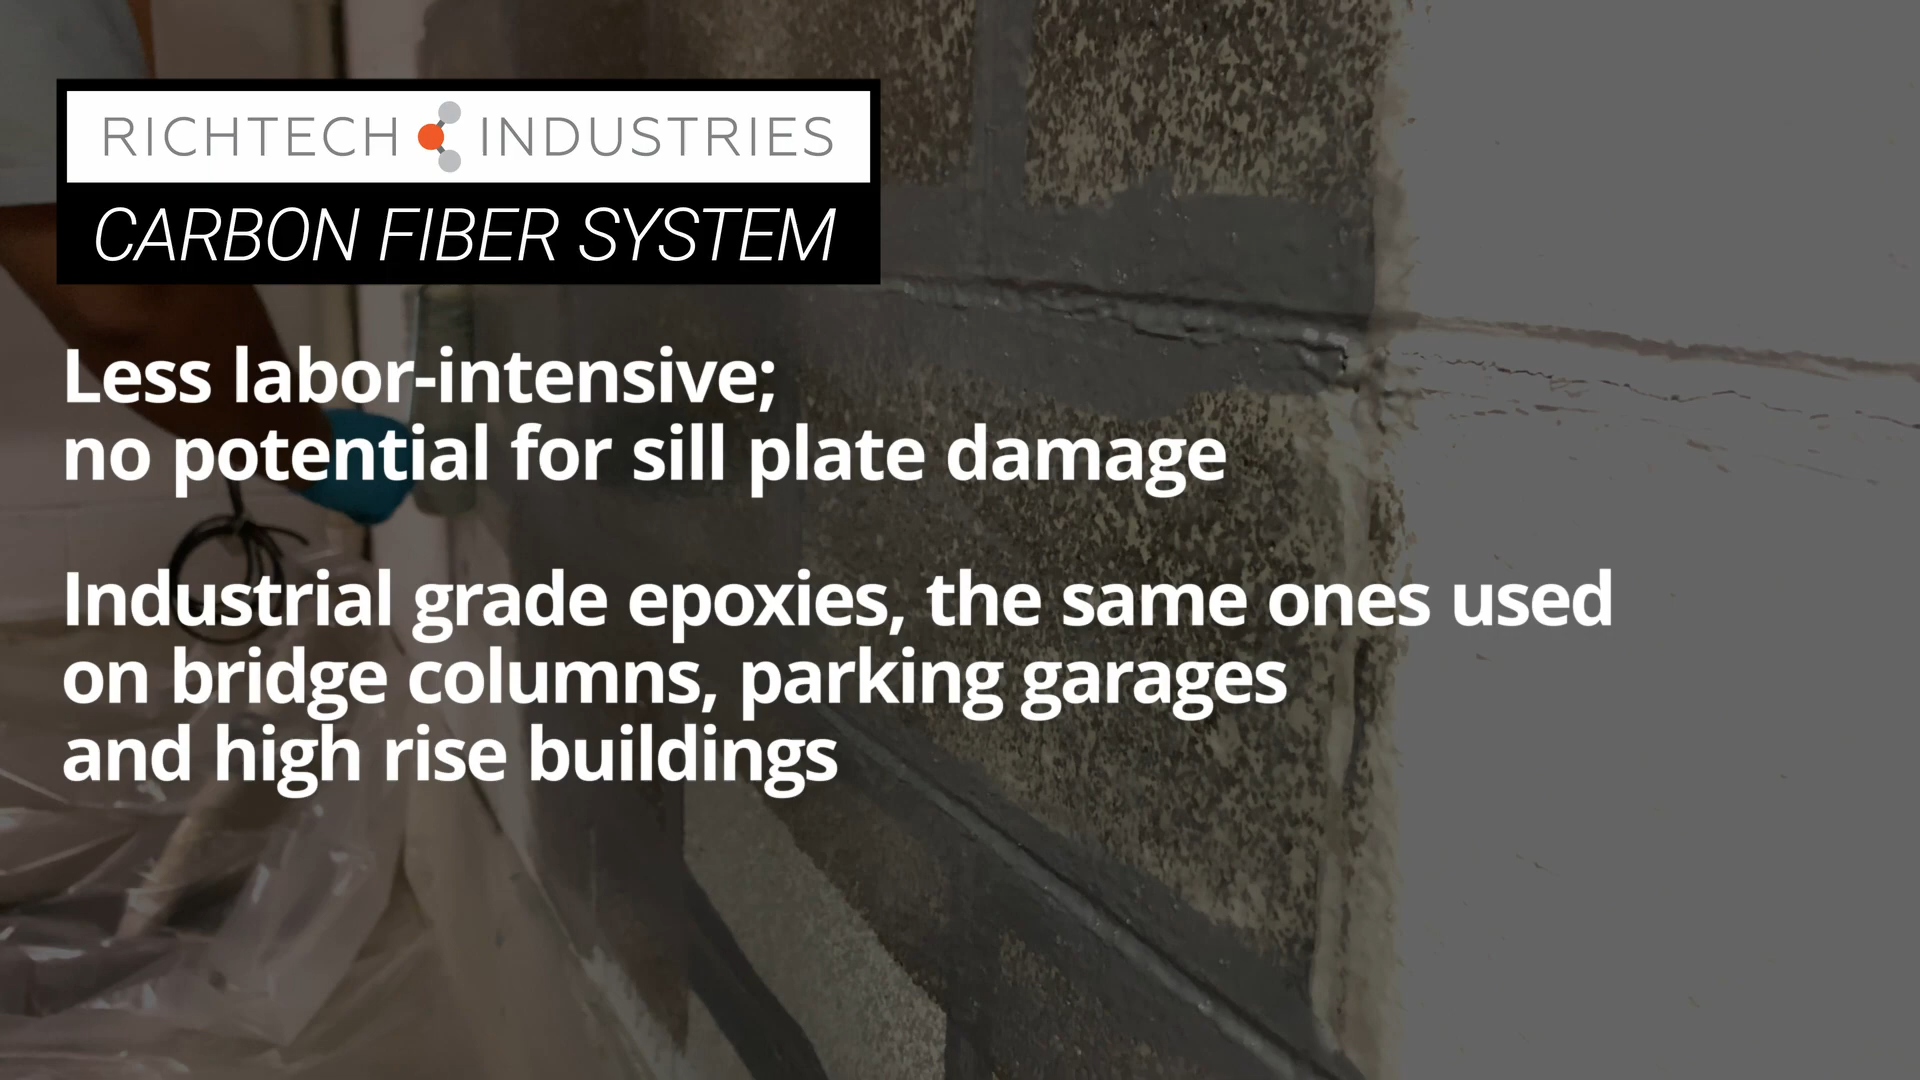 RICHTECH INDUSTRIES
CARBON FIBER SYSTEM
Less labor-intensive;
no potential for sill plate damage
Industrial grade epoxies, the same ones used
on bridge columns, parking garages
and high rise buildings